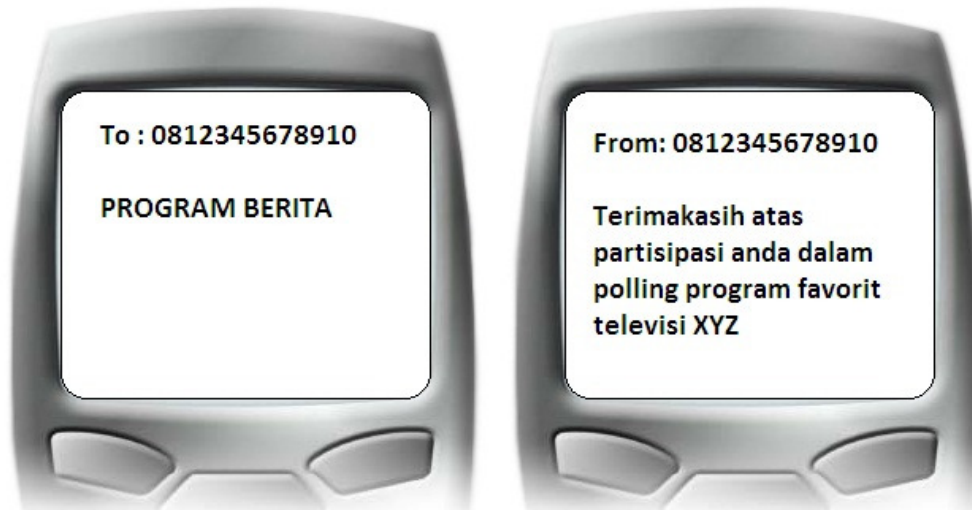 To : 0812345678910
PROGRAM BERITA
From: 0812345678910
Terimakasih atas
partisipasi anda dalam
polling program favorit
televisi XYZ